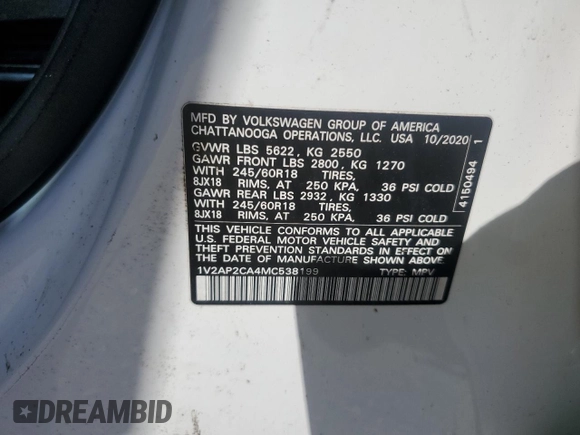 MFD BY VOLKSWAGEN GROUP OF AMERICA
CHATTANOOGA OPERATIONS, LLC. USA 10/2020
GVWR LBS 5622, KG 2550
GAWR FRONT LBS 2800, KG 1270
WITH 245/60R18 TIRES,
8JX18 RIMS, AT 250 KPA, 36 PSI COLD
GAWR REAR LBS 2932, KG 1330
WITH 245/60R18 TIRES,
8JX18 RIMS, AT 250 KPA, 36 PSI COLD
THIS VEHICLE CONFORMS TO ALL APPLICABLE
U.S. FEDERAL MOTOR VEHICLE SAFETY AND
THEFT PREVENTION STANDARDS IN EFFECT ON
THE DATE OF MANUFACTURE SHOWN ABOVE.
1V2AP2CA4MC538199 TYPE: MPV
4150494 1
DREAMBID